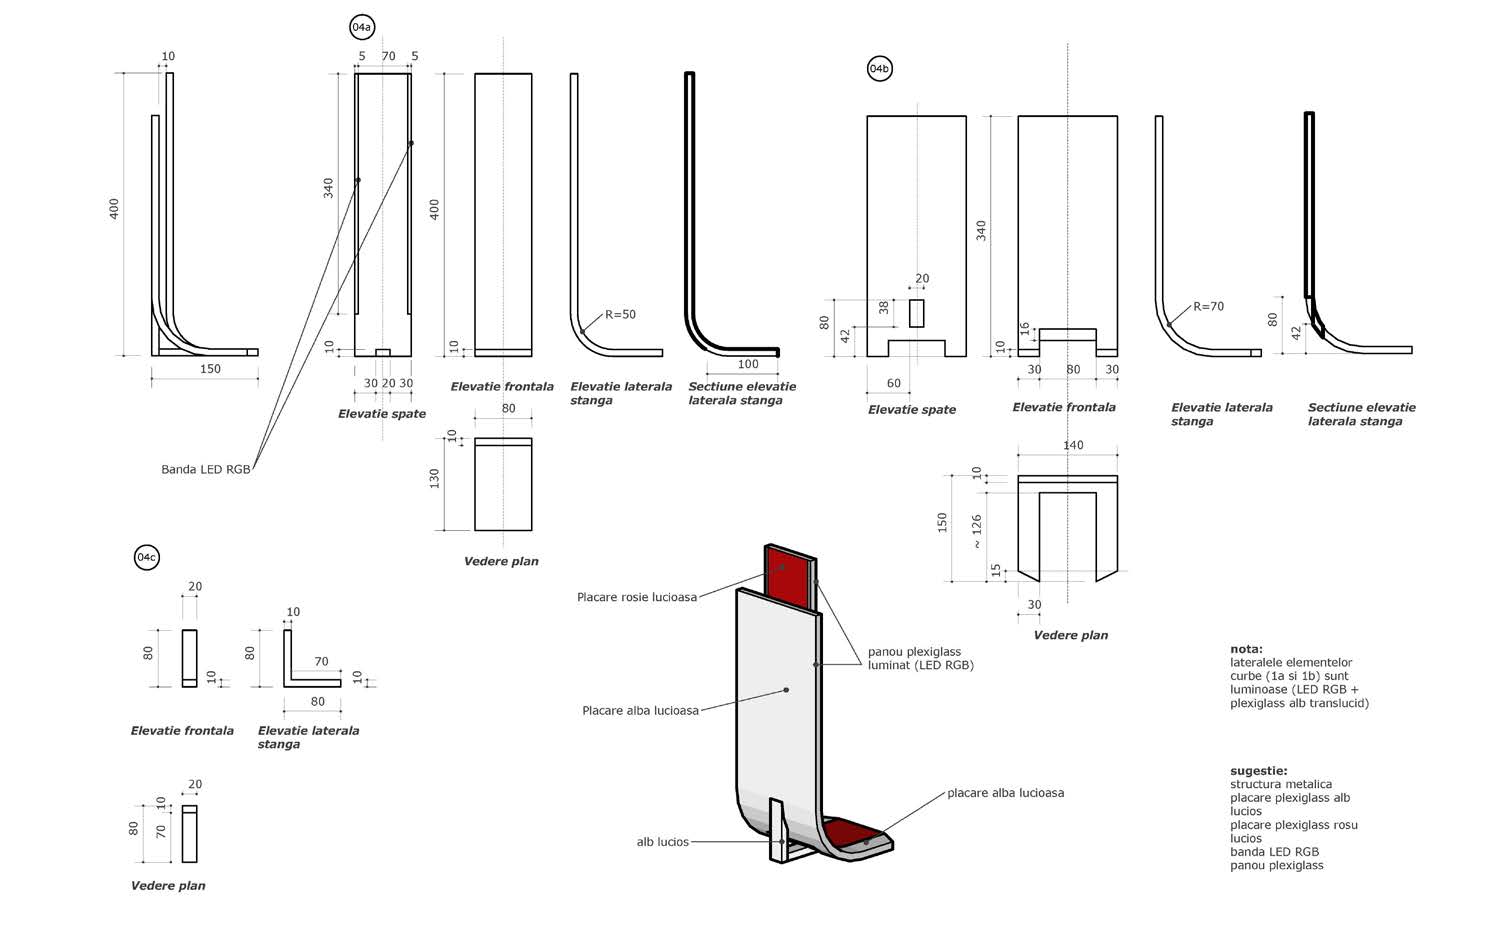 04a
10
400
150
5 70 5
340
10
30 20 30
Elevatie spate
Banda LED RGB
400
10
Elevatie frontala
R=50
Elevatie laterala
stanga
100
Sectiune elevatie
laterala stanga
80
10
130
Vedere plan
04b
20
38
80
42
60
Elevatie spate
340
16
10
30 80 30
Elevatie frontala
R=70
Elevatie laterala
stanga
80
42
Sectiune elevatie
laterala stanga
140
10
150
~ 126
15
30
Vedere plan
04c
20
80
10
Elevatie frontala
10
80
70
10
80
Elevatie laterala
stanga
20
10
80
70
Vedere plan
Placare rosie lucioasa
panou plexiglass
luminat (LED RGB)
Placare alba lucioasa
placare alba lucioasa
alb lucios
nota:
lateralele elementelor
curbe (1a si 1b) sunt
luminoase (LED RGB +
plexiglass alb translucid)
sugestie:
structura metalica
placare plexiglass alb
lucios
placare plexiglass rosu
lucios
banda LED RGB
panou plexiglass